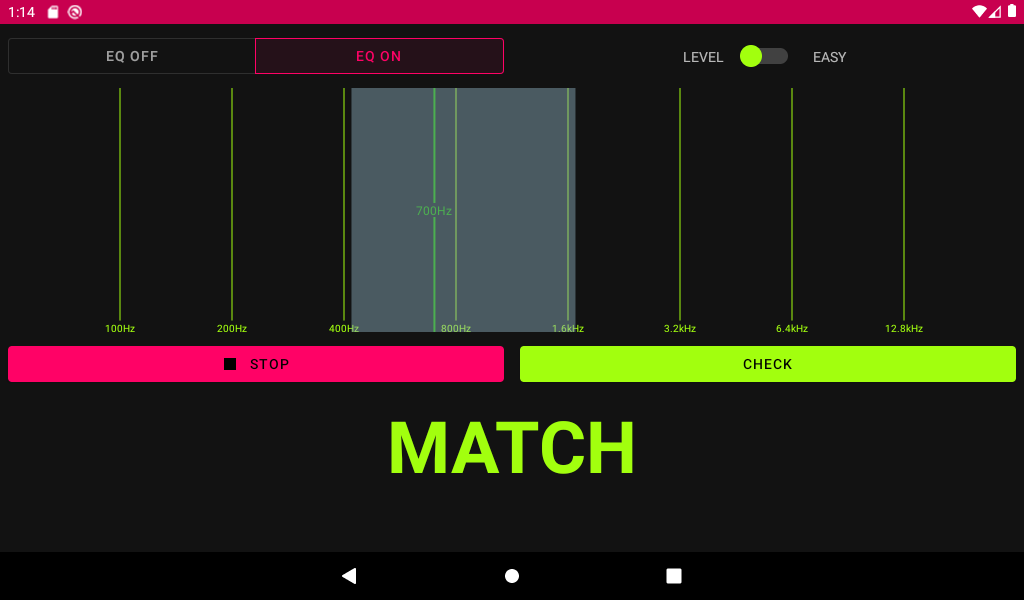 1:14
EQ OFF
EQ ON
LEVEL
EASY
700Hz
100Hz
200Hz
400Hz
800Hz
1.6kHz
3.2kHz
6.4kHz
12.8kHz
STOP
CHECK
MATCH